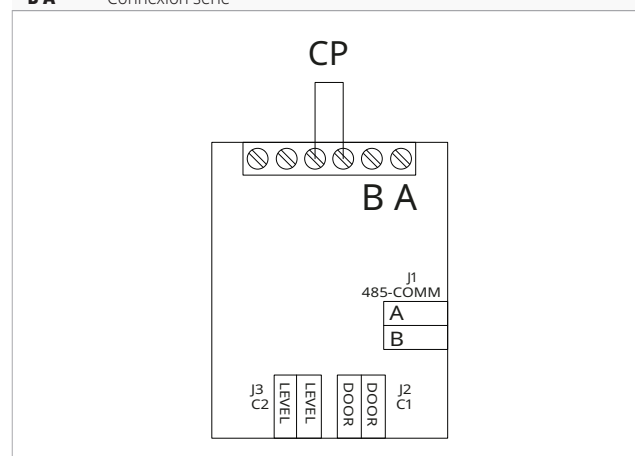 B A Connexion série
CP
B A
J1
485-COMM
A
B
J3
C2
LEVEL
LEVEL
DOOR
DOOR
J2
C1